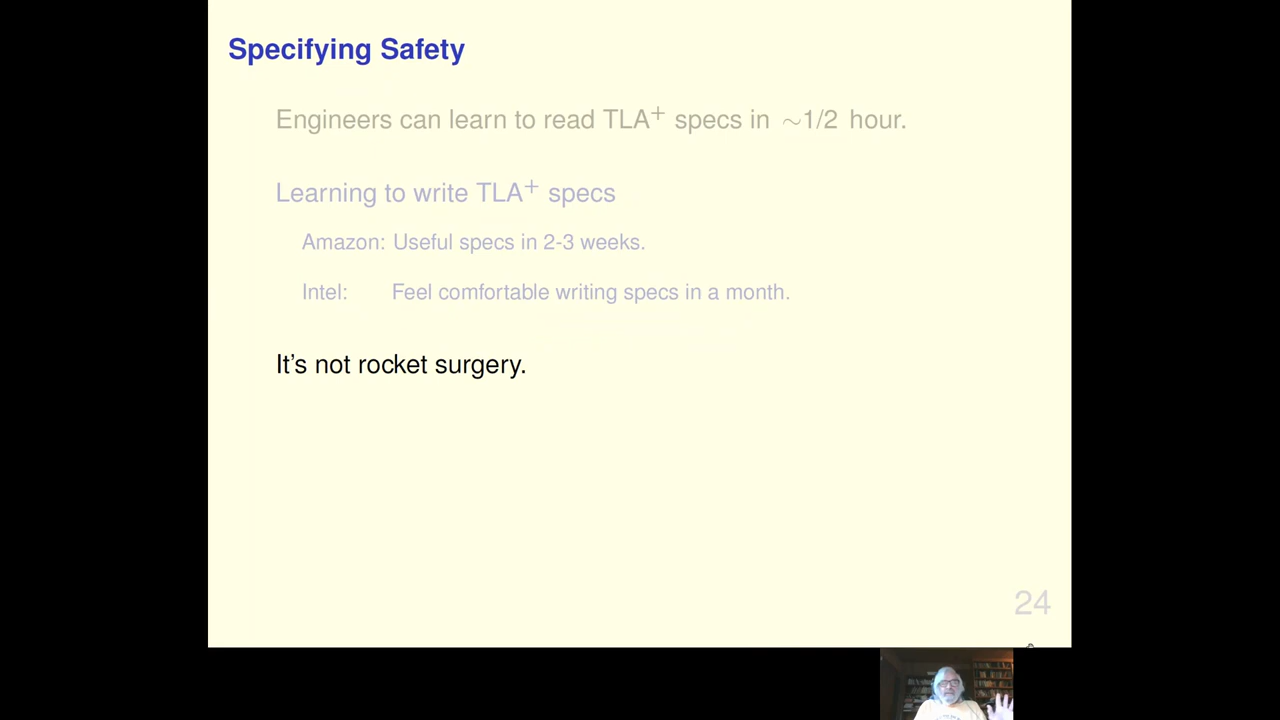 Specifying Safety
Engineers can learn to read TLA+ specs in ∼1/2 hour.
Learning to write TLA+ specs
Amazon: Useful specs in 2-3 weeks.
Intel: Feel comfortable writing specs in a month.
It's not rocket surgery.
24